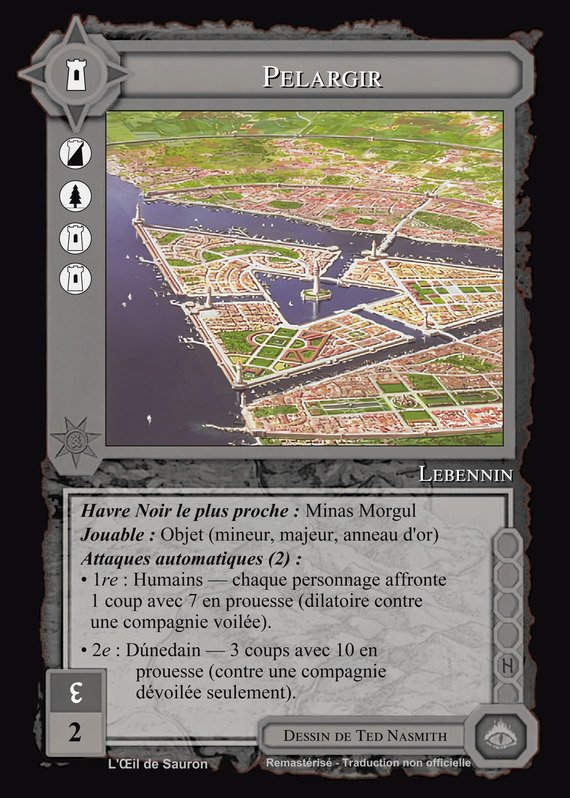 Pelargir
Lebennin
Havre Noir le plus proche : Minas Morgul
Jouable : Objet (mineur, majeur, anneau d'or)
Attaques automatiques (2) :
• 1re : Humains — chaque personnage affronte
1 coup avec 7 en prouesse (dilatoire contre
une compagnie voilée).
• 2e : Dúnedain — 3 coups avec 10 en
prouesse (contre une compagnie
dévoilée seulement).
2
Dessin de Ted Nasmith
L'Œil de Sauron
Remastérisé - Traduction non officielle